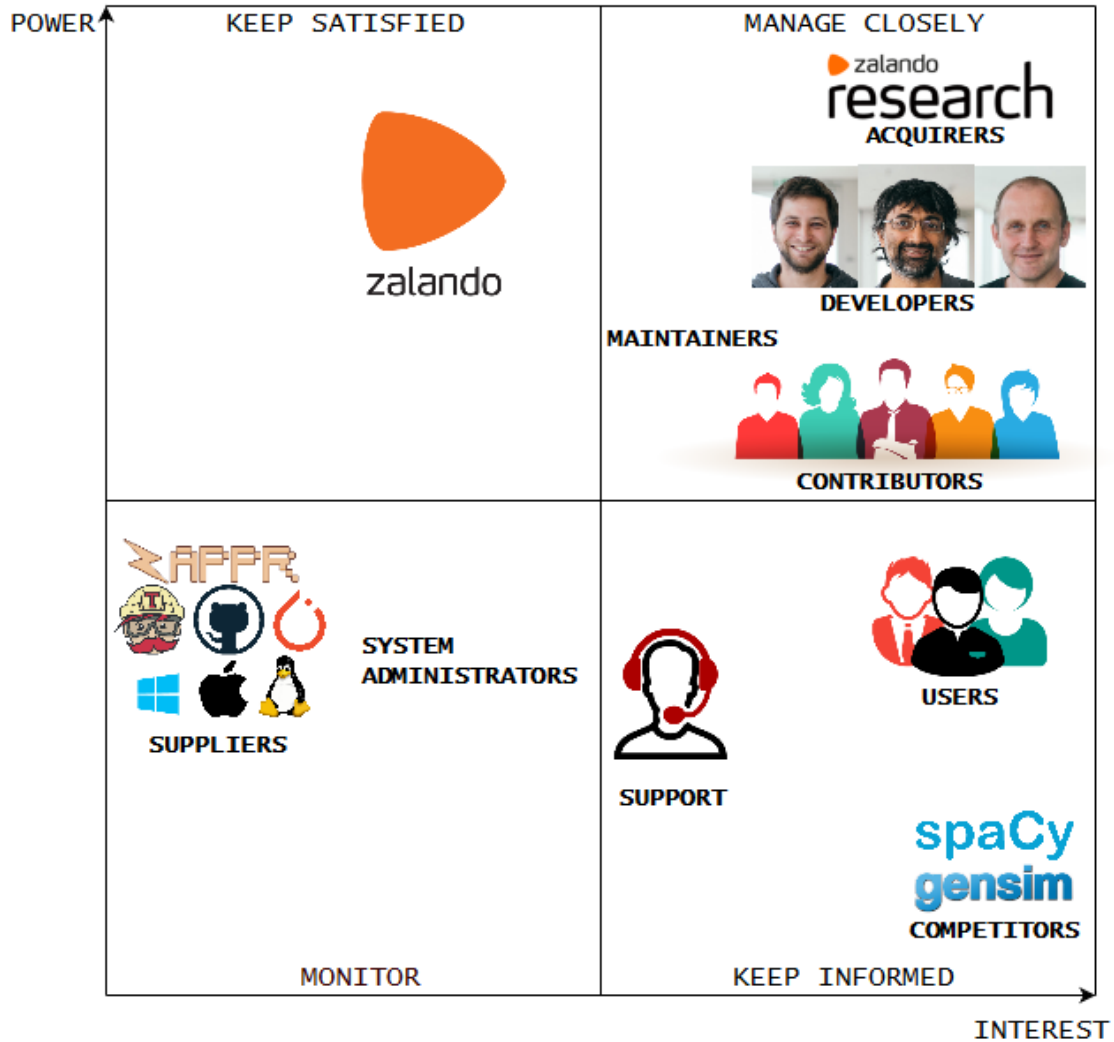 POWER
KEEP SATISFIED
MANAGE CLOSELY
zalando
research
ACQUIRERS
zalando
DEVELOPERS
MAINTAINERS
CONTRIBUTORS
ZAPPR
T
SYSTEM
ADMINISTRATORS
SUPPLIERS
USERS
SUPPORT
spaCy
gensim
COMPETITORS
MONITOR
KEEP INFORMED
INTEREST